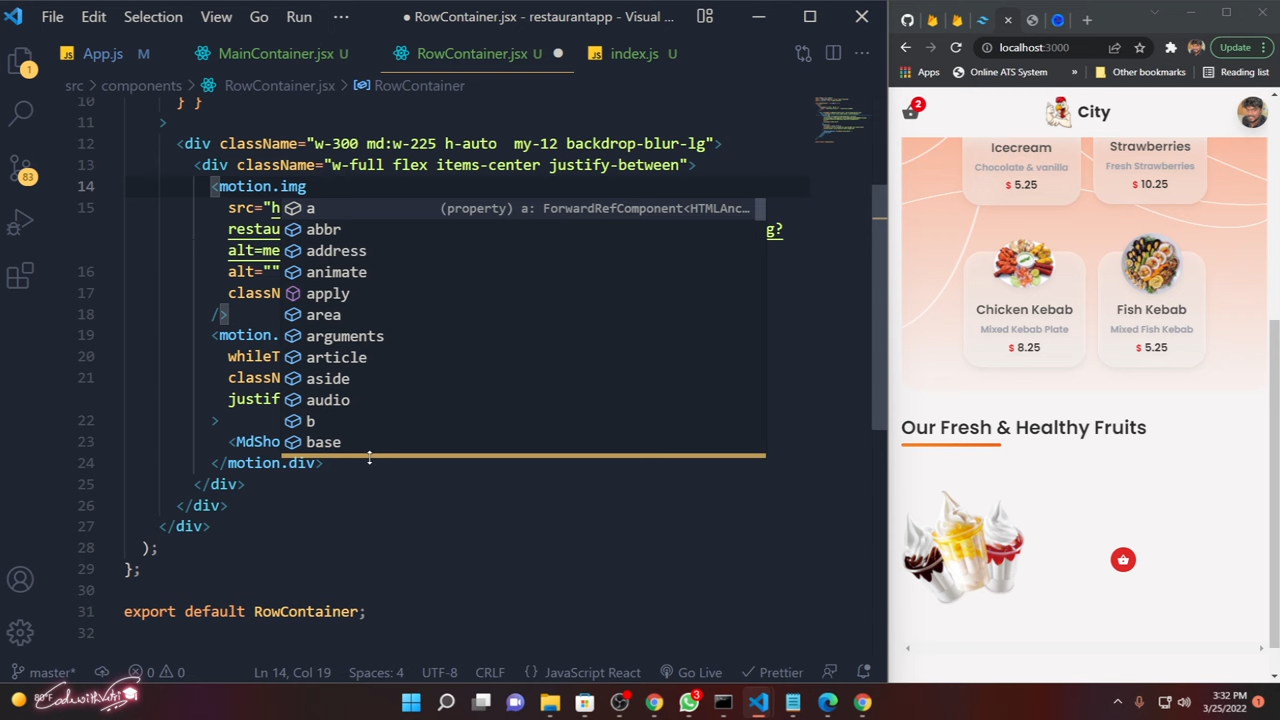 File Edit Selection View Go Run ··· ● RowContainer.jsx - restaurantapp - Visual ...
App.js M MainContainer.jsx U RowContainer.jsx U ● index.js U ···
src > components > RowContainer.jsx > RowContainer
10 } }
11 >
12 <div className="w-300 md:w-225 h-auto  my-12 backdrop-blur-lg">
13 <div className="w-full flex items-center justify-between">
14 <motion.img
15 src="h a (property) a: ForwardRefComponent<HTMLAnc…
restau abbr g?
alt=me address
16 alt="" animate
17 classN apply
18 /> area
19 <motion. arguments
20 whileT article
21 classN aside
justif audio
22 > b
23 <MdSho base
24 </motion.div>
25 </div>
26 </div>
27 </div>
28 );
29 };
30
31 export default RowContainer;
32
1
83
master* 0 0 Ln 14, Col 19 Spaces: 4 UTF-8 CRLF {} JavaScript React Go Live Prettier
localhost:3000 Update
Apps Online ATS System » Other bookmarks Reading list
2 City
Icecream Strawberries
Chocolate & vanilla Fresh Strawberries
$ 5.25 $ 10.25
Chicken Kebab Fish Kebab
Mixed Kebab Plate Mixed Fish Kebab
$ 8.25 $ 5.25
Our Fresh & Healthy Fruits
80°F 3 3:32 PM
3/25/2022 1